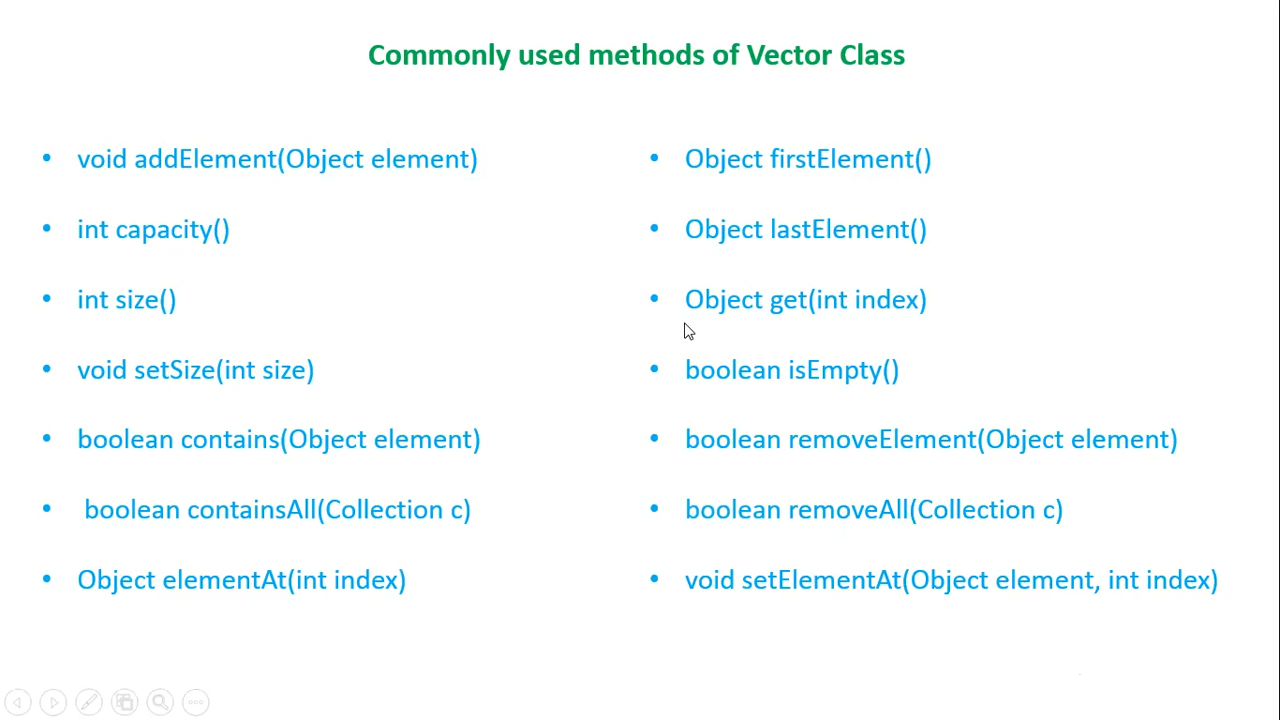 Commonly used methods of Vector Class
• void addElement(Object element)
• int capacity()
• int size()
• void setSize(int size)
• boolean contains(Object element)
• boolean containsAll(Collection c)
• Object elementAt(int index)
• Object firstElement()
• Object lastElement()
• Object get(int index)
• boolean isEmpty()
• boolean removeElement(Object element)
• boolean removeAll(Collection c)
• void setElementAt(Object element, int index)